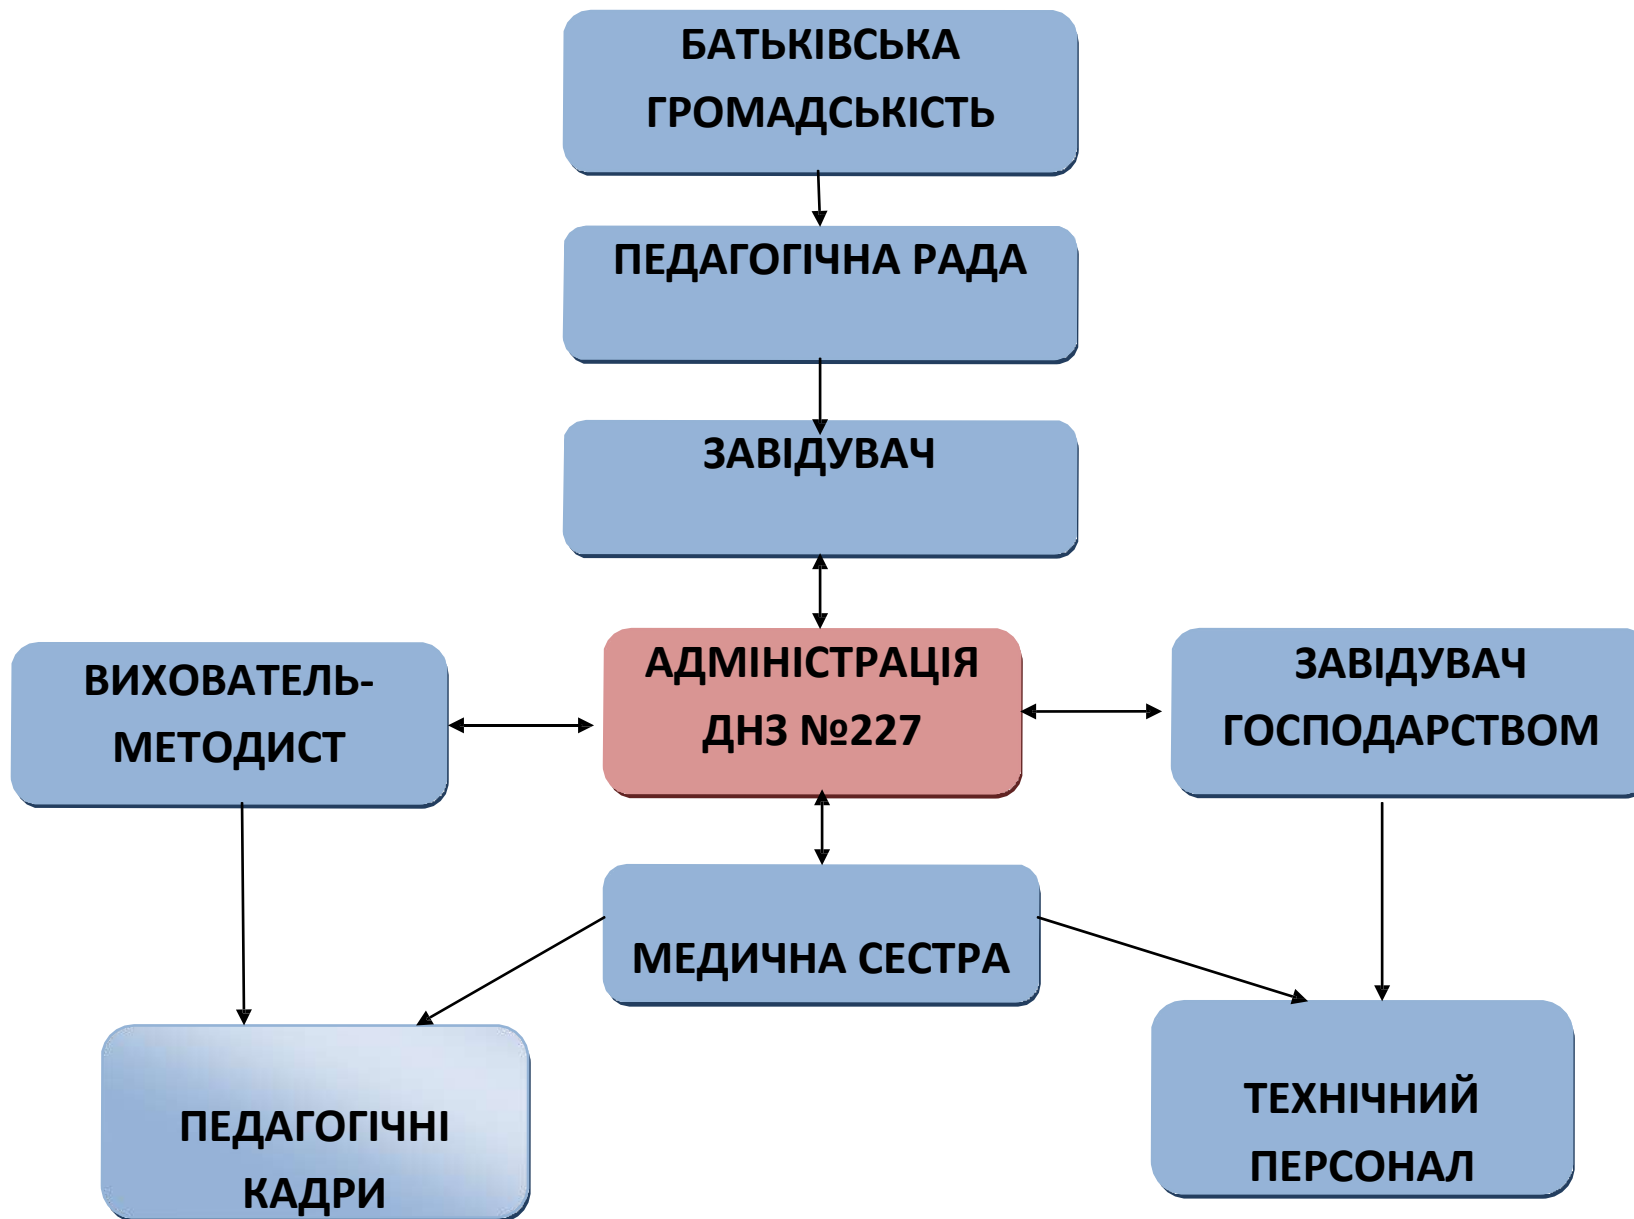 БАТЬКІВСЬКА
ГРОМАДСЬКІСТЬ
ПЕДАГОГІЧНА РАДА
ЗАВІДУВАЧ
ВИХОВАТЕЛЬ-
МЕТОДИСТ
АДМІНІСТРАЦІЯ
ДНЗ №227
ЗАВІДУВАЧ
ГОСПОДАРСТВОМ
МЕДИЧНА СЕСТРА
ПЕДАГОГІЧНІ
КАДРИ
ТЕХНІЧНИЙ
ПЕРСОНАЛ